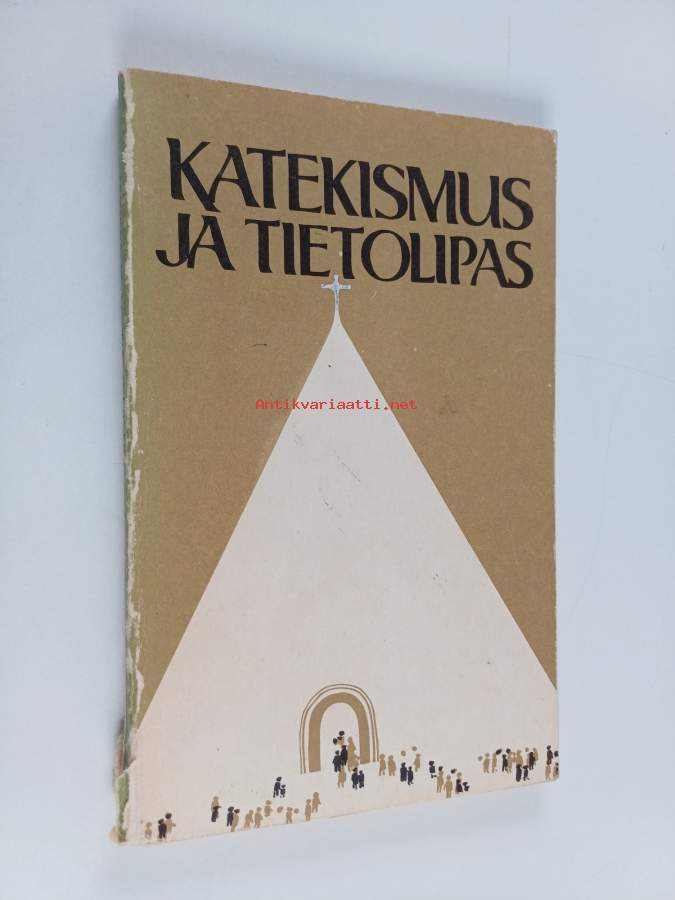 KATEKISMUS
JA TIETOLIPAS
Antikvariaatti.net